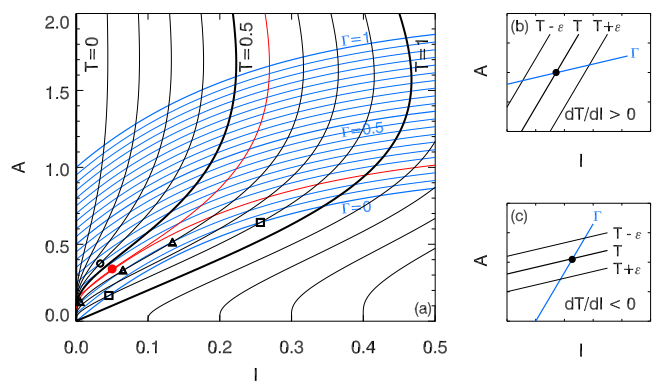 2.0
1.5
1.0
0.5
0.0
A
T=0
T=0.5
T=1
Γ=1
Γ=0.5
Γ=0
(a)
0.0 0.1 0.2 0.3 0.4 0.5
I
(b) T - ε T T+ε
Γ
A
dT/dI > 0
I
(c) Γ
T - ε
T
T+ε
A
dT/dI < 0
I